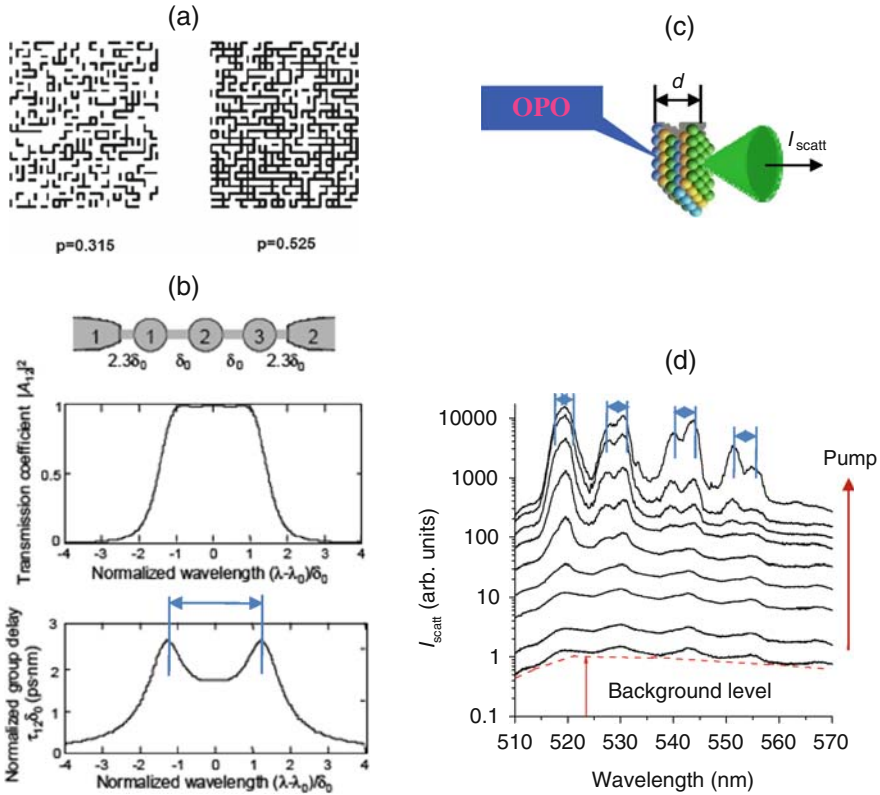 (a)
p=0.315
p=0.525
(b)
1 1 2 3 2
2.3δ₀ δ₀ δ₀ 2.3δ₀
Transmission coefficient |A₁₂|²
1
0.5
0
-4 -3 -2 -1 0 1 2 3 4
Normalized wavelength (λ-λ₀)/δ₀
Normalized group delay
τ₁₂δ₀ (ps·nm)
3
2
1
0
-4 -3 -2 -1 0 1 2 3 4
Normalized wavelength (λ-λ₀)/δ₀
(c)
d
OPO
I scatt
(d)
I scatt (arb. units)
10000
1000
100
10
1
0.1
Pump
Background level
510 520 530 540 550 560 570
Wavelength (nm)